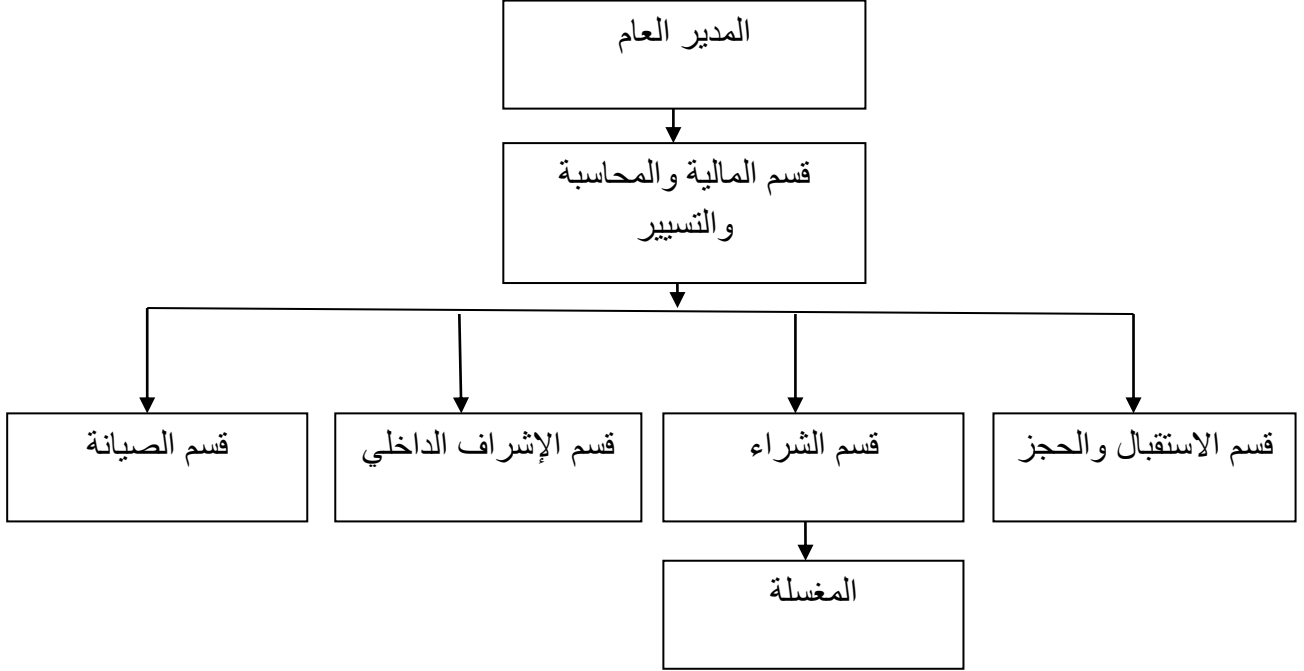 المدير العام
قسم المالية والمحاسبة
والتسيير
قسم الاستقبال والحجز
قسم الشراء
قسم الإشراف الداخلي
قسم الصيانة
المغسلة